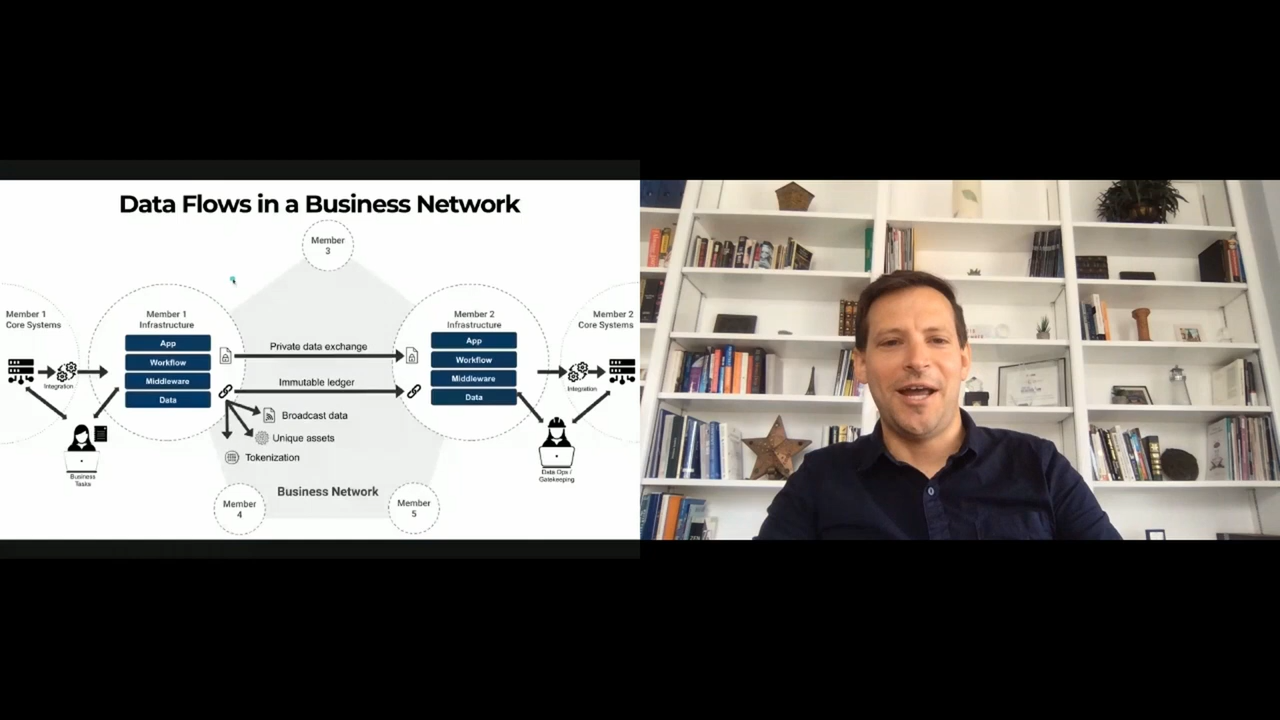 Data Flows in a Business Network
Member
3
Member 1
Core Systems
Member 1
Infrastructure
App
Workflow
Middleware
Data
Integration
Business
Tasks
Private data exchange
Immutable ledger
Broadcast data
Unique assets
Tokenization
Business Network
Member
4
Member
5
Member 2
Infrastructure
App
Workflow
Middleware
Data
Member 2
Core Systems
Integration
Data Ops /
Gatekeeping